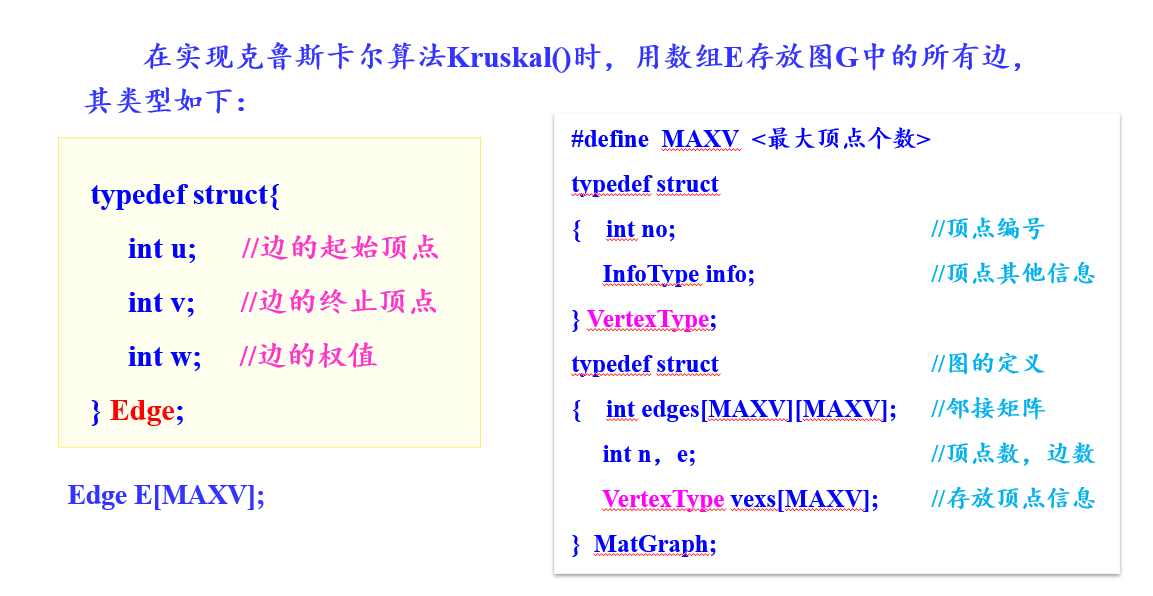 在实现克鲁斯卡尔算法Kruskal()时，用数组E存放图G中的所有边，
其类型如下：
typedef struct{
int u; //边的起始顶点
int v; //边的终止顶点
int w; //边的权值
} Edge;
Edge E[MAXV];
#define MAXV <最大顶点个数>
typedef struct
{ int no; //顶点编号
InfoType info; //顶点其他信息
} VertexType;
typedef struct //图的定义
{ int edges[MAXV][MAXV]; //邻接矩阵
int n，e; //顶点数，边数
VertexType vexs[MAXV]; //存放顶点信息
} MatGraph;